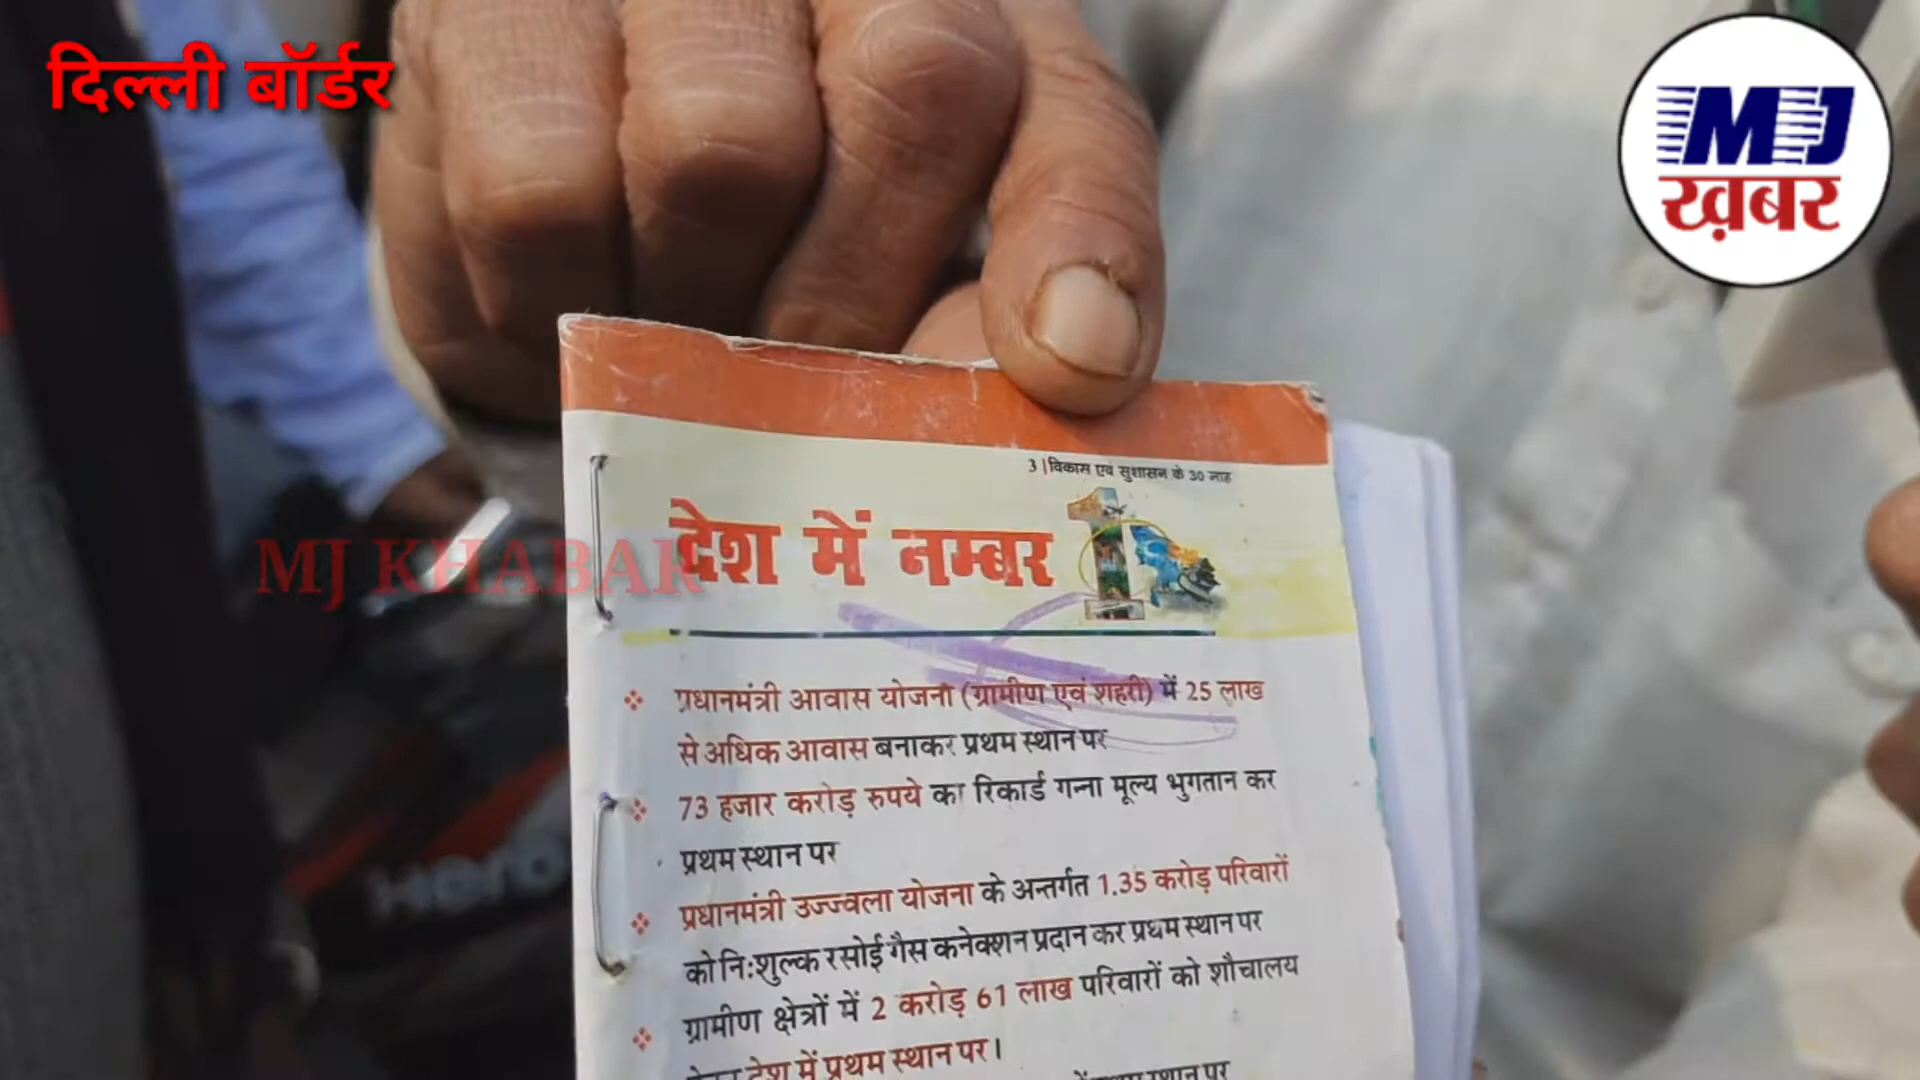 दिल्ली बॉर्डर
MJ
ख़बर
3 | विकास एवं सुशासन के 30 माह
देश में नम्बर 1
MJ KHABAR
प्रधानमंत्री आवास योजना (ग्रामीण एवं शहरी) में 25 लाख
से अधिक आवास बनाकर प्रथम स्थान पर
73 हजार करोड़ रुपये का रिकार्ड गन्ना मूल्य भुगतान कर
प्रथम स्थान पर
प्रधानमंत्री उज्ज्वला योजना के अन्तर्गत 1.35 करोड़ परिवारों
को निःशुल्क रसोई गैस कनेक्शन प्रदान कर प्रथम स्थान पर
Hero
ग्रामीण क्षेत्रों में 2 करोड़ 61 लाख परिवारों को शौचालय
देश में प्रथम स्थान पर।
स्थान पर